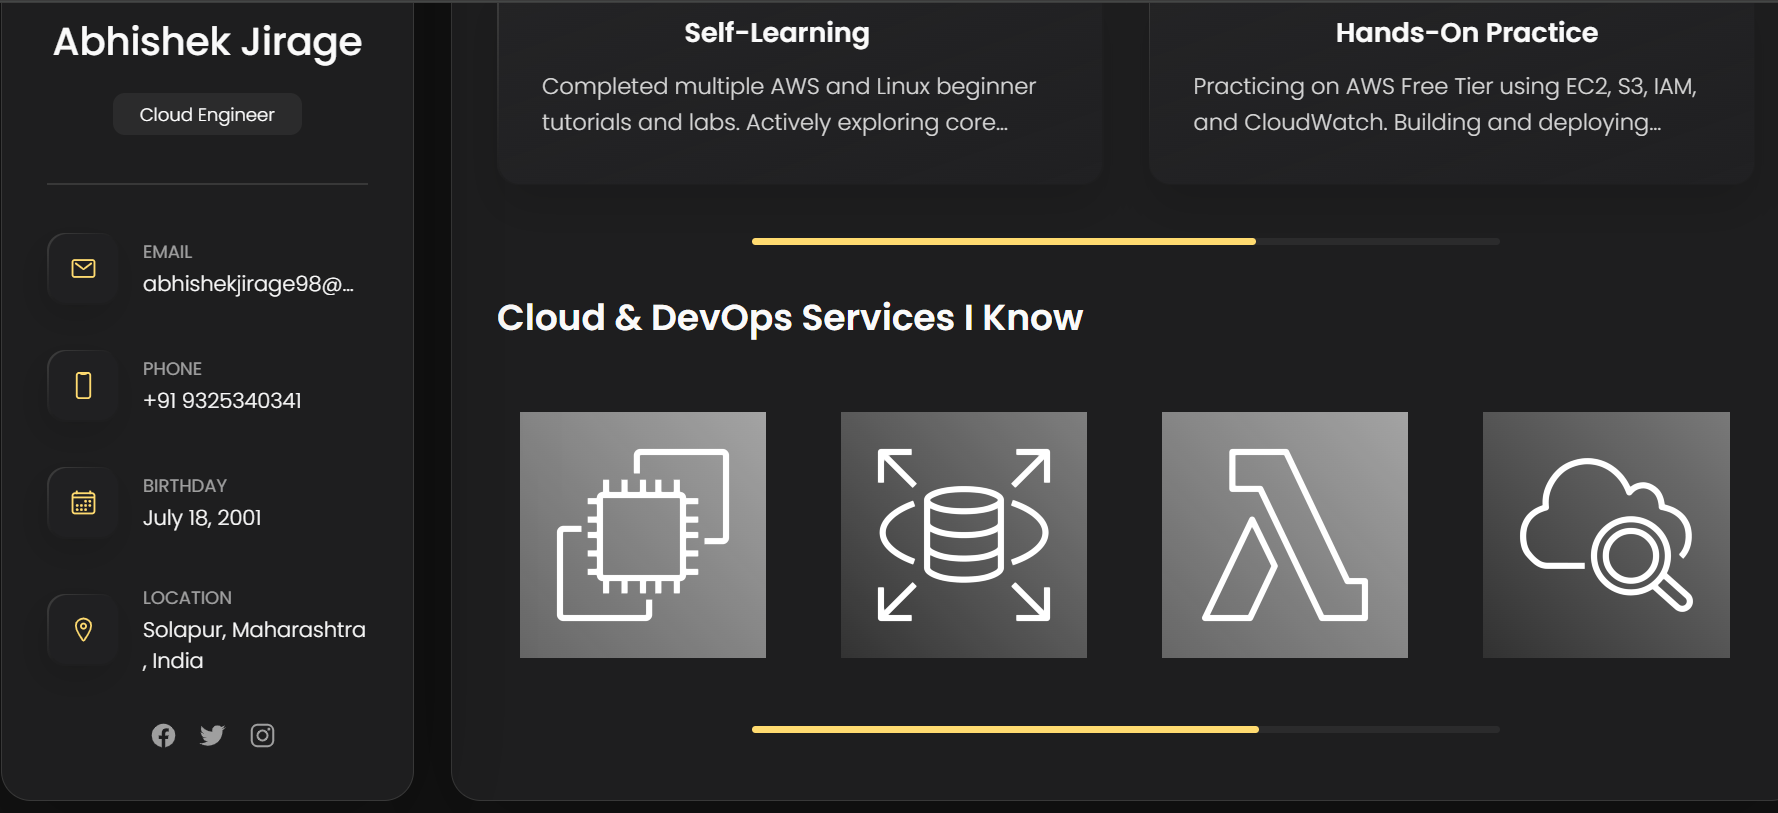 Abhishek Jirage
Cloud Engineer
EMAIL
abhishekjirage98@...
PHONE
+91 9325340341
BIRTHDAY
July 18, 2001
LOCATION
Solapur, Maharashtra
, India
Self-Learning
Completed multiple AWS and Linux beginner
tutorials and labs. Actively exploring core...
Hands-On Practice
Practicing on AWS Free Tier using EC2, S3, IAM,
and CloudWatch. Building and deploying...
Cloud & DevOps Services I Know